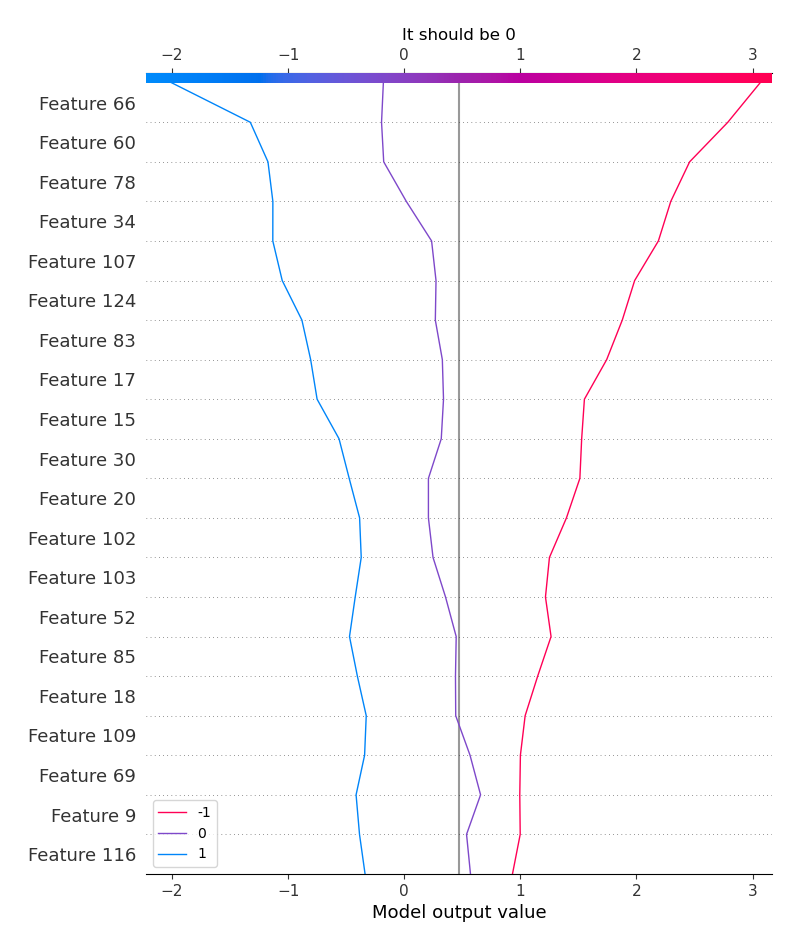 It should be 0
−2 −1 0 1 2 3
Feature 66
Feature 60
Feature 78
Feature 34
Feature 107
Feature 124
Feature 83
Feature 17
Feature 15
Feature 30
Feature 20
Feature 102
Feature 103
Feature 52
Feature 85
Feature 18
Feature 109
Feature 69
Feature 9
Feature 116
-1
0
1
−2 −1 0 1 2 3
Model output value